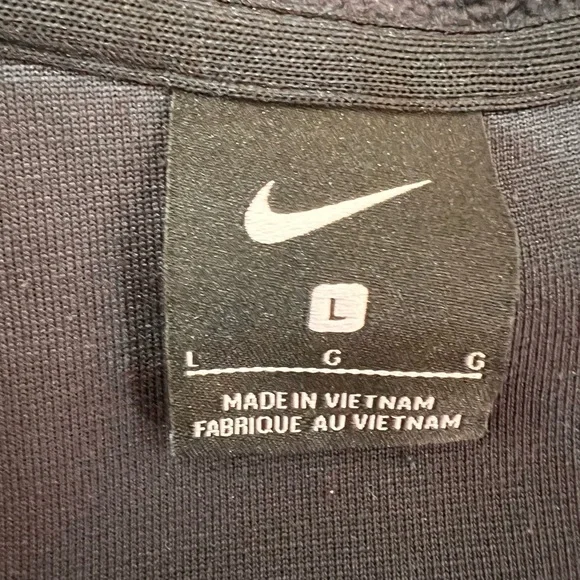 L
L G G
MADE IN VIETNAM
FABRIQUE AU VIETNAM